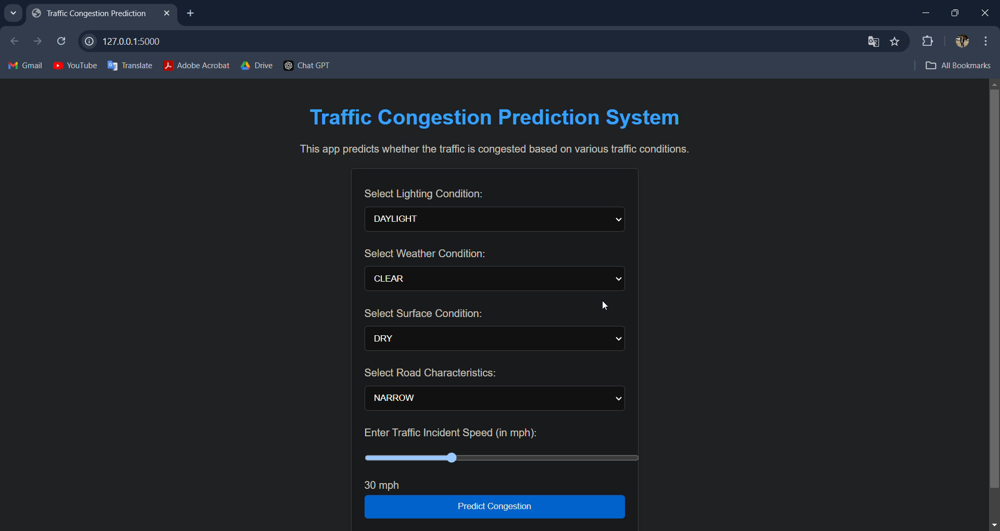 Traffic Congestion Prediction
127.0.0.1:5000
Gmail YouTube Translate Adobe Acrobat Drive Chat GPT All Bookmarks
Traffic Congestion Prediction System
This app predicts whether the traffic is congested based on various traffic conditions.
Select Lighting Condition:
DAYLIGHT
Select Weather Condition:
CLEAR
Select Surface Condition:
DRY
Select Road Characteristics:
NARROW
Enter Traffic Incident Speed (in mph):
30 mph
Predict Congestion